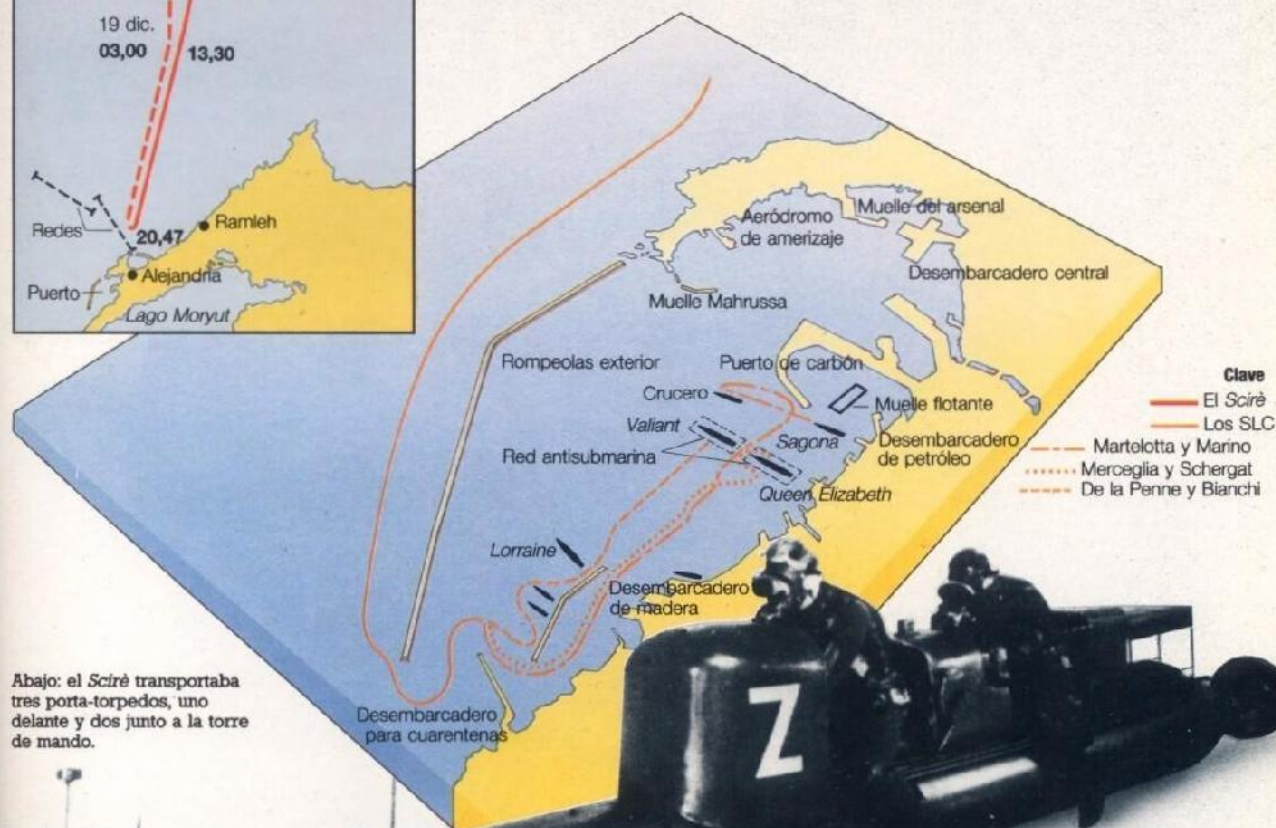 19 dic.
03,00
13,30
Redes
20,47
Ramleh
Alejandría
Puerto
Lago Moryut
Aeródromo
de amerizaje
Muelle del arsenal
Desembarcadero central
Muelle Mahrussa
Rompeolas exterior
Puerto de carbón
Crucero
Muelle flotante
Valiant
Sagona
Desembarcadero
de petróleo
Red antisubmarina
Queen Elizabeth
Lorraine
Desembarcadero
de madera
Desembarcadero
para cuarentenas
Clave
El Scirè
Los SLC
Martelotta y Marino
Merceglia y Schergat
De la Penne y Bianchi
Abajo: el Scirè transportaba
tres porta-torpedos, uno
delante y dos junto a la torre
de mando.
Z